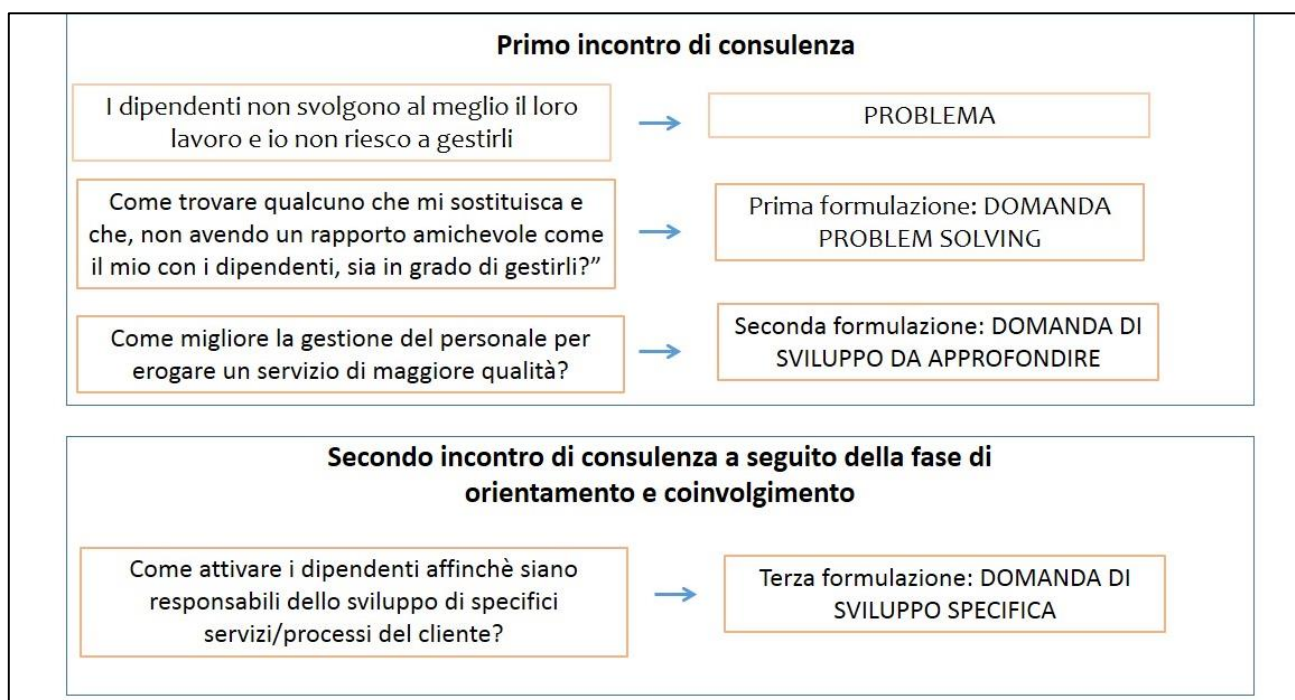 Primo incontro di consulenza
I dipendenti non svolgono al meglio il loro
lavoro e io non riesco a gestirli
PROBLEMA
Come trovare qualcuno che mi sostituisca e
che, non avendo un rapporto amichevole come
il mio con i dipendenti, sia in grado di gestirli?”
Prima formulazione: DOMANDA
PROBLEM SOLVING
Come migliore la gestione del personale per
erogare un servizio di maggiore qualità?
Seconda formulazione: DOMANDA DI
SVILUPPO DA APPROFONDIRE
Secondo incontro di consulenza a seguito della fase di
orientamento e coinvolgimento
Come attivare i dipendenti affinchè siano
responsabili dello sviluppo di specifici
servizi/processi del cliente?
Terza formulazione: DOMANDA DI
SVILUPPO SPECIFICA